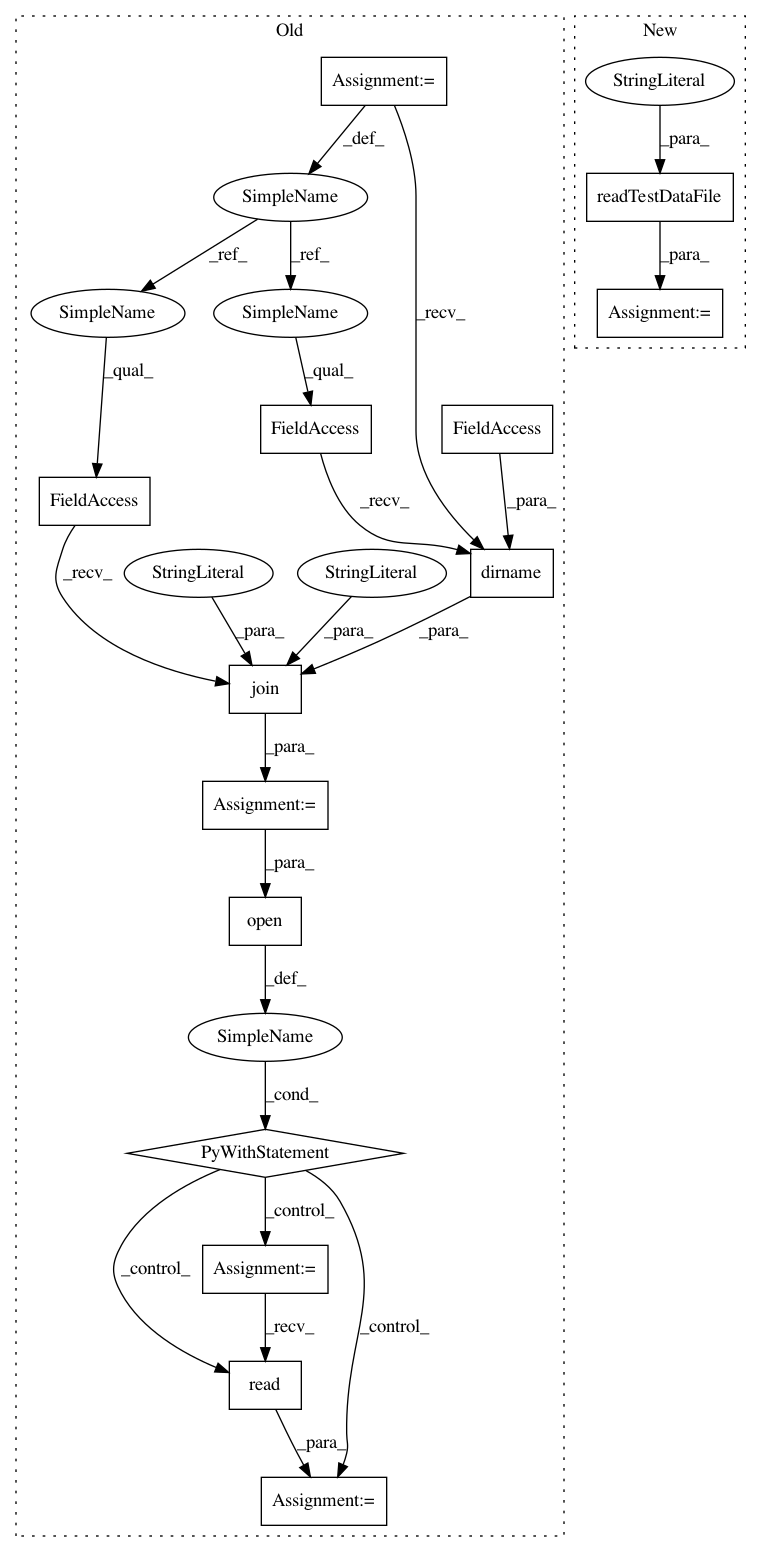 Old
New
Assignment:=
StringLiteral
_def_
_para_
SimpleName
readTestDataFile
_ref_
_ref_
_para_
SimpleName
SimpleName
_recv_
Assignment:=
_qual_
_qual_
FieldAccess
FieldAccess
FieldAccess
_recv_
_para_
_recv_
StringLiteral
StringLiteral
dirname
_para_
_para_
_para_
join
_para_
Assignment:=
_para_
open
_def_
SimpleName
_cond_
PyWithStatement
_control_
_control_
Assignment:=
_control_
_recv_
read
_para_
Assignment:=